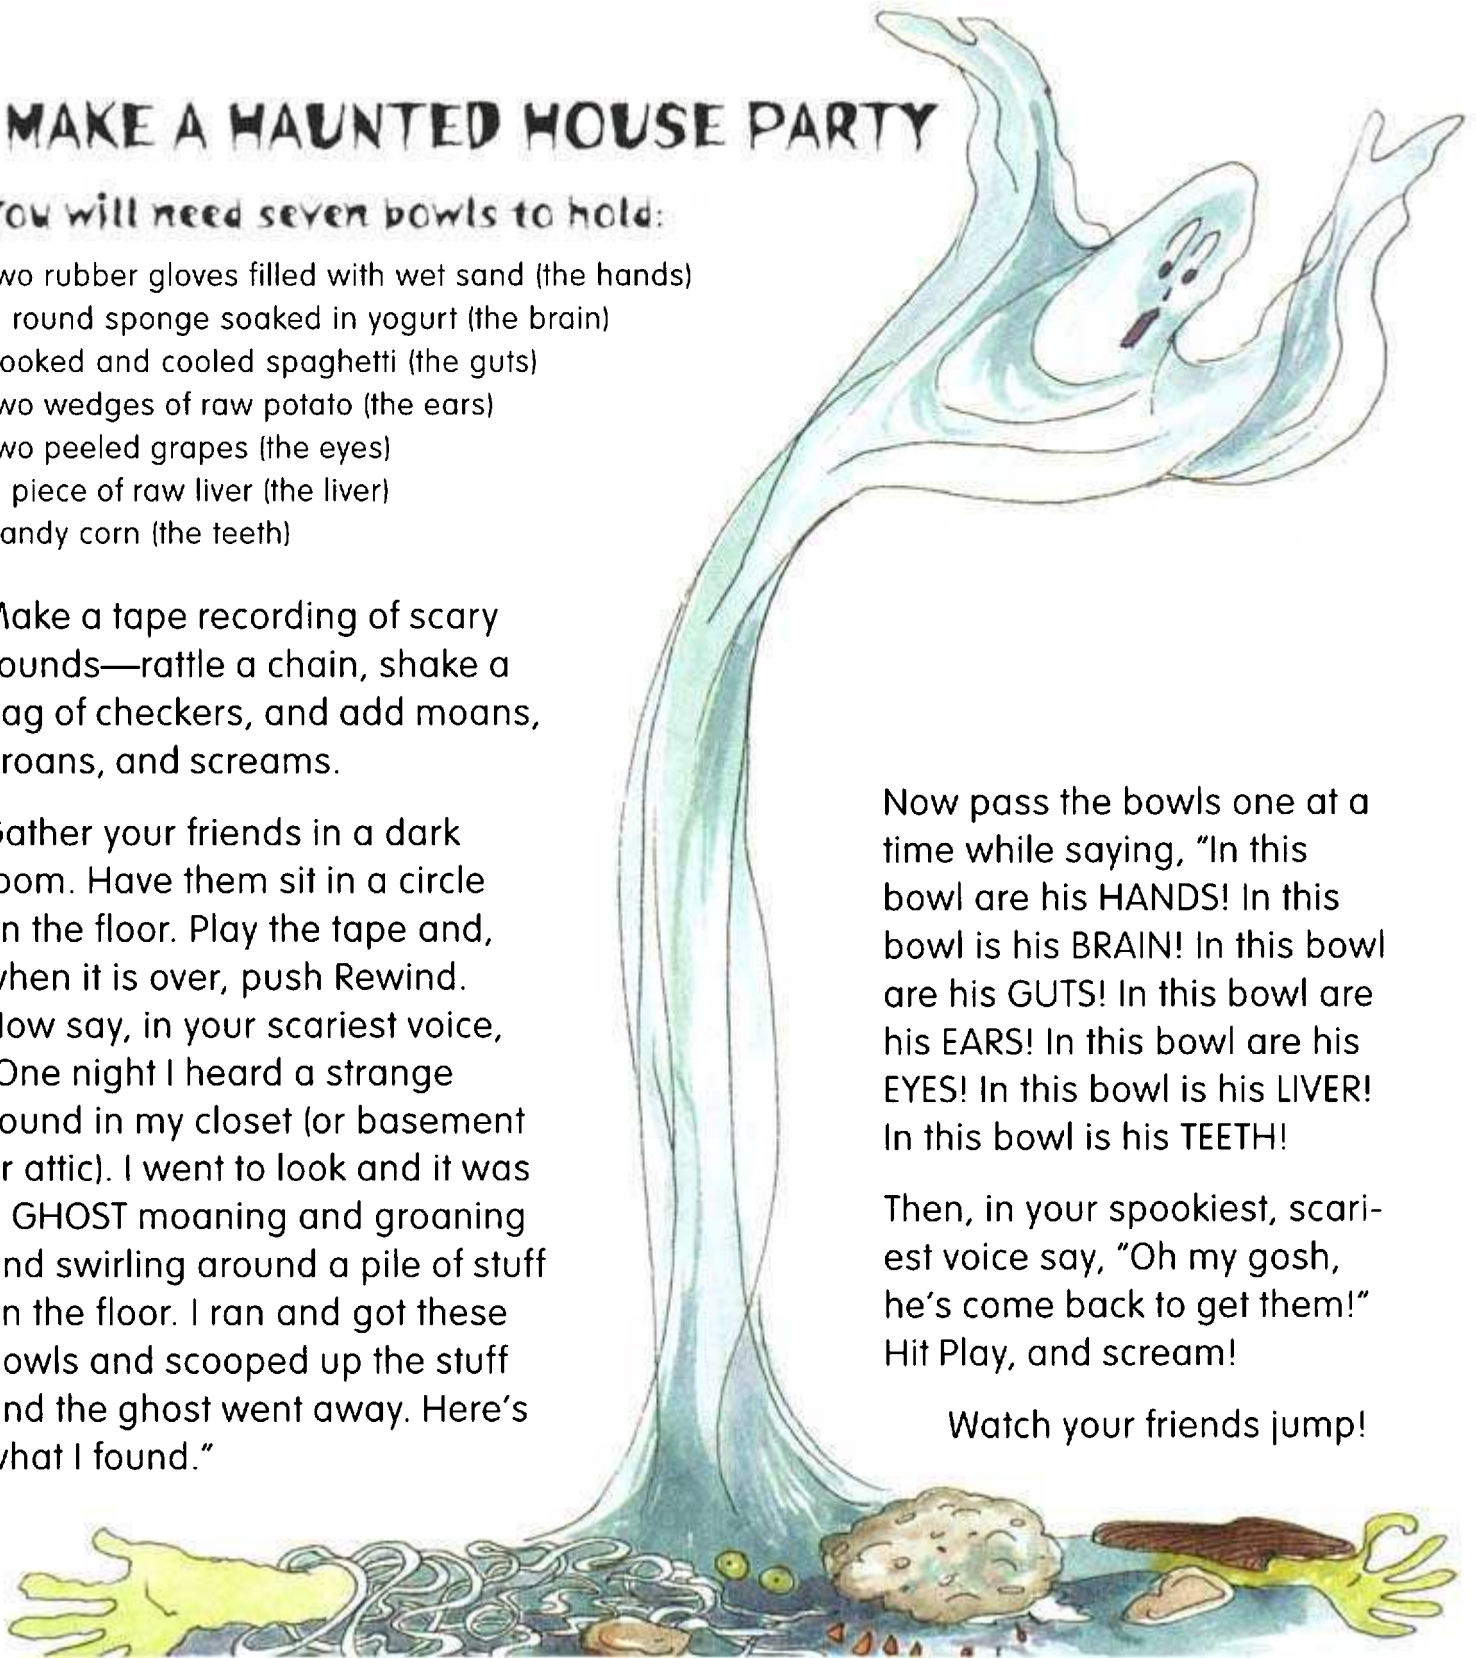 MAKE A HAUNTED HOUSE PARTY
You will need seven bowls to hold:
wo rubber gloves filled with wet sand (the hands)
round sponge soaked in yogurt (the brain)
ooked and cooled spaghetti (the guts)
wo wedges of raw potato (the ears)
wo peeled grapes (the eyes)
piece of raw liver (the liver)
andy corn (the teeth)
Make a tape recording of scary
ounds—rattle a chain, shake a
ag of checkers, and add moans,
roans, and screams.
Gather your friends in a dark
oom. Have them sit in a circle
n the floor. Play the tape and,
when it is over, push Rewind.
Now say, in your scariest voice,
One night I heard a strange
ound in my closet (or basement
r attic). I went to look and it was
GHOST moaning and groaning
nd swirling around a pile of stuff
n the floor. I ran and got these
owls and scooped up the stuff
nd the ghost went away. Here's
what I found."
Now pass the bowls one at a
time while saying, "In this
bowl are his HANDS! In this
bowl is his BRAIN! In this bowl
are his GUTS! In this bowl are
his EARS! In this bowl are his
EYES! In this bowl is his LIVER!
In this bowl is his TEETH!
Then, in your spookiest, scari-
est voice say, "Oh my gosh,
he's come back to get them!"
Hit Play, and scream!
Watch your friends jump!